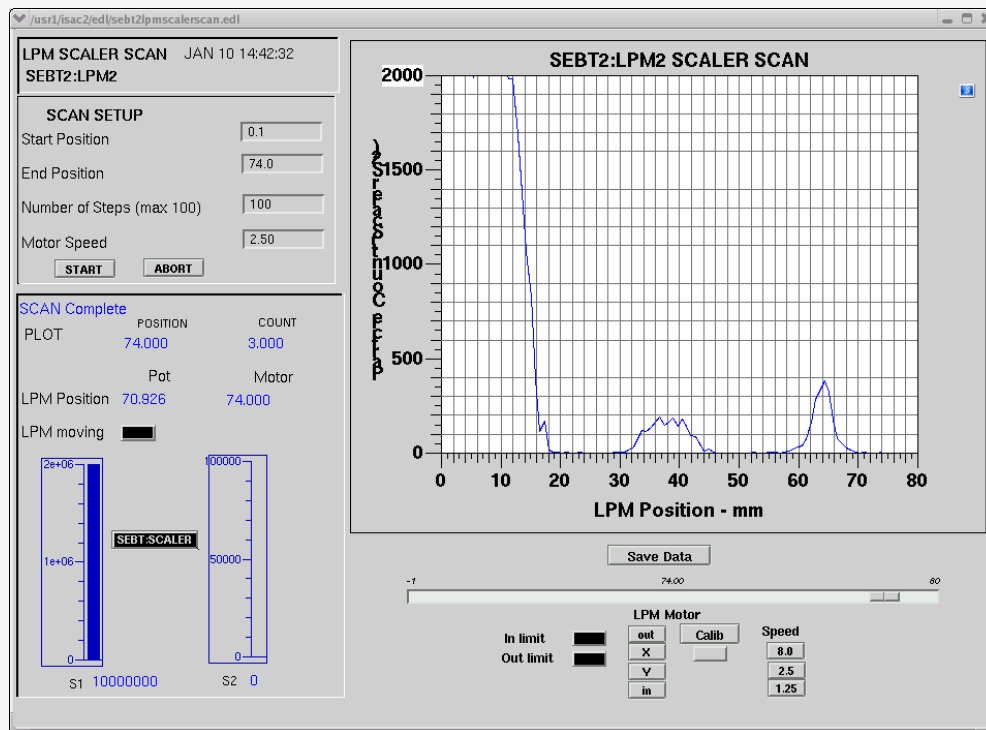 /usr1/isac2/edl/sebt2lpmscalerscan.edl
LPM SCALER SCAN JAN 10 14:42:32
SEBT2:LPM2
SCAN SETUP
Start Position 0.1
End Position 74.0
Number of Steps (max 100) 100
Motor Speed 2.50
START ABORT
SCAN Complete
POSITION COUNT
PLOT 74.000 3.000
Pot Motor
LPM Position 70.926 74.000
LPM moving
2e+06
1e+06
0
SEBT:SCALER
100000
50000
0
S1 10000000 S2 0
SEBT2:LPM2 SCALER SCAN
2000
1500
1000
500
0
0 10 20 30 40 50 60 70 80
LPM Position - mm
Save Data
-1 74.00 80
LPM Motor
In limit
Out limit
out
X
Y
in
Calib
Speed
8.0
2.5
1.25